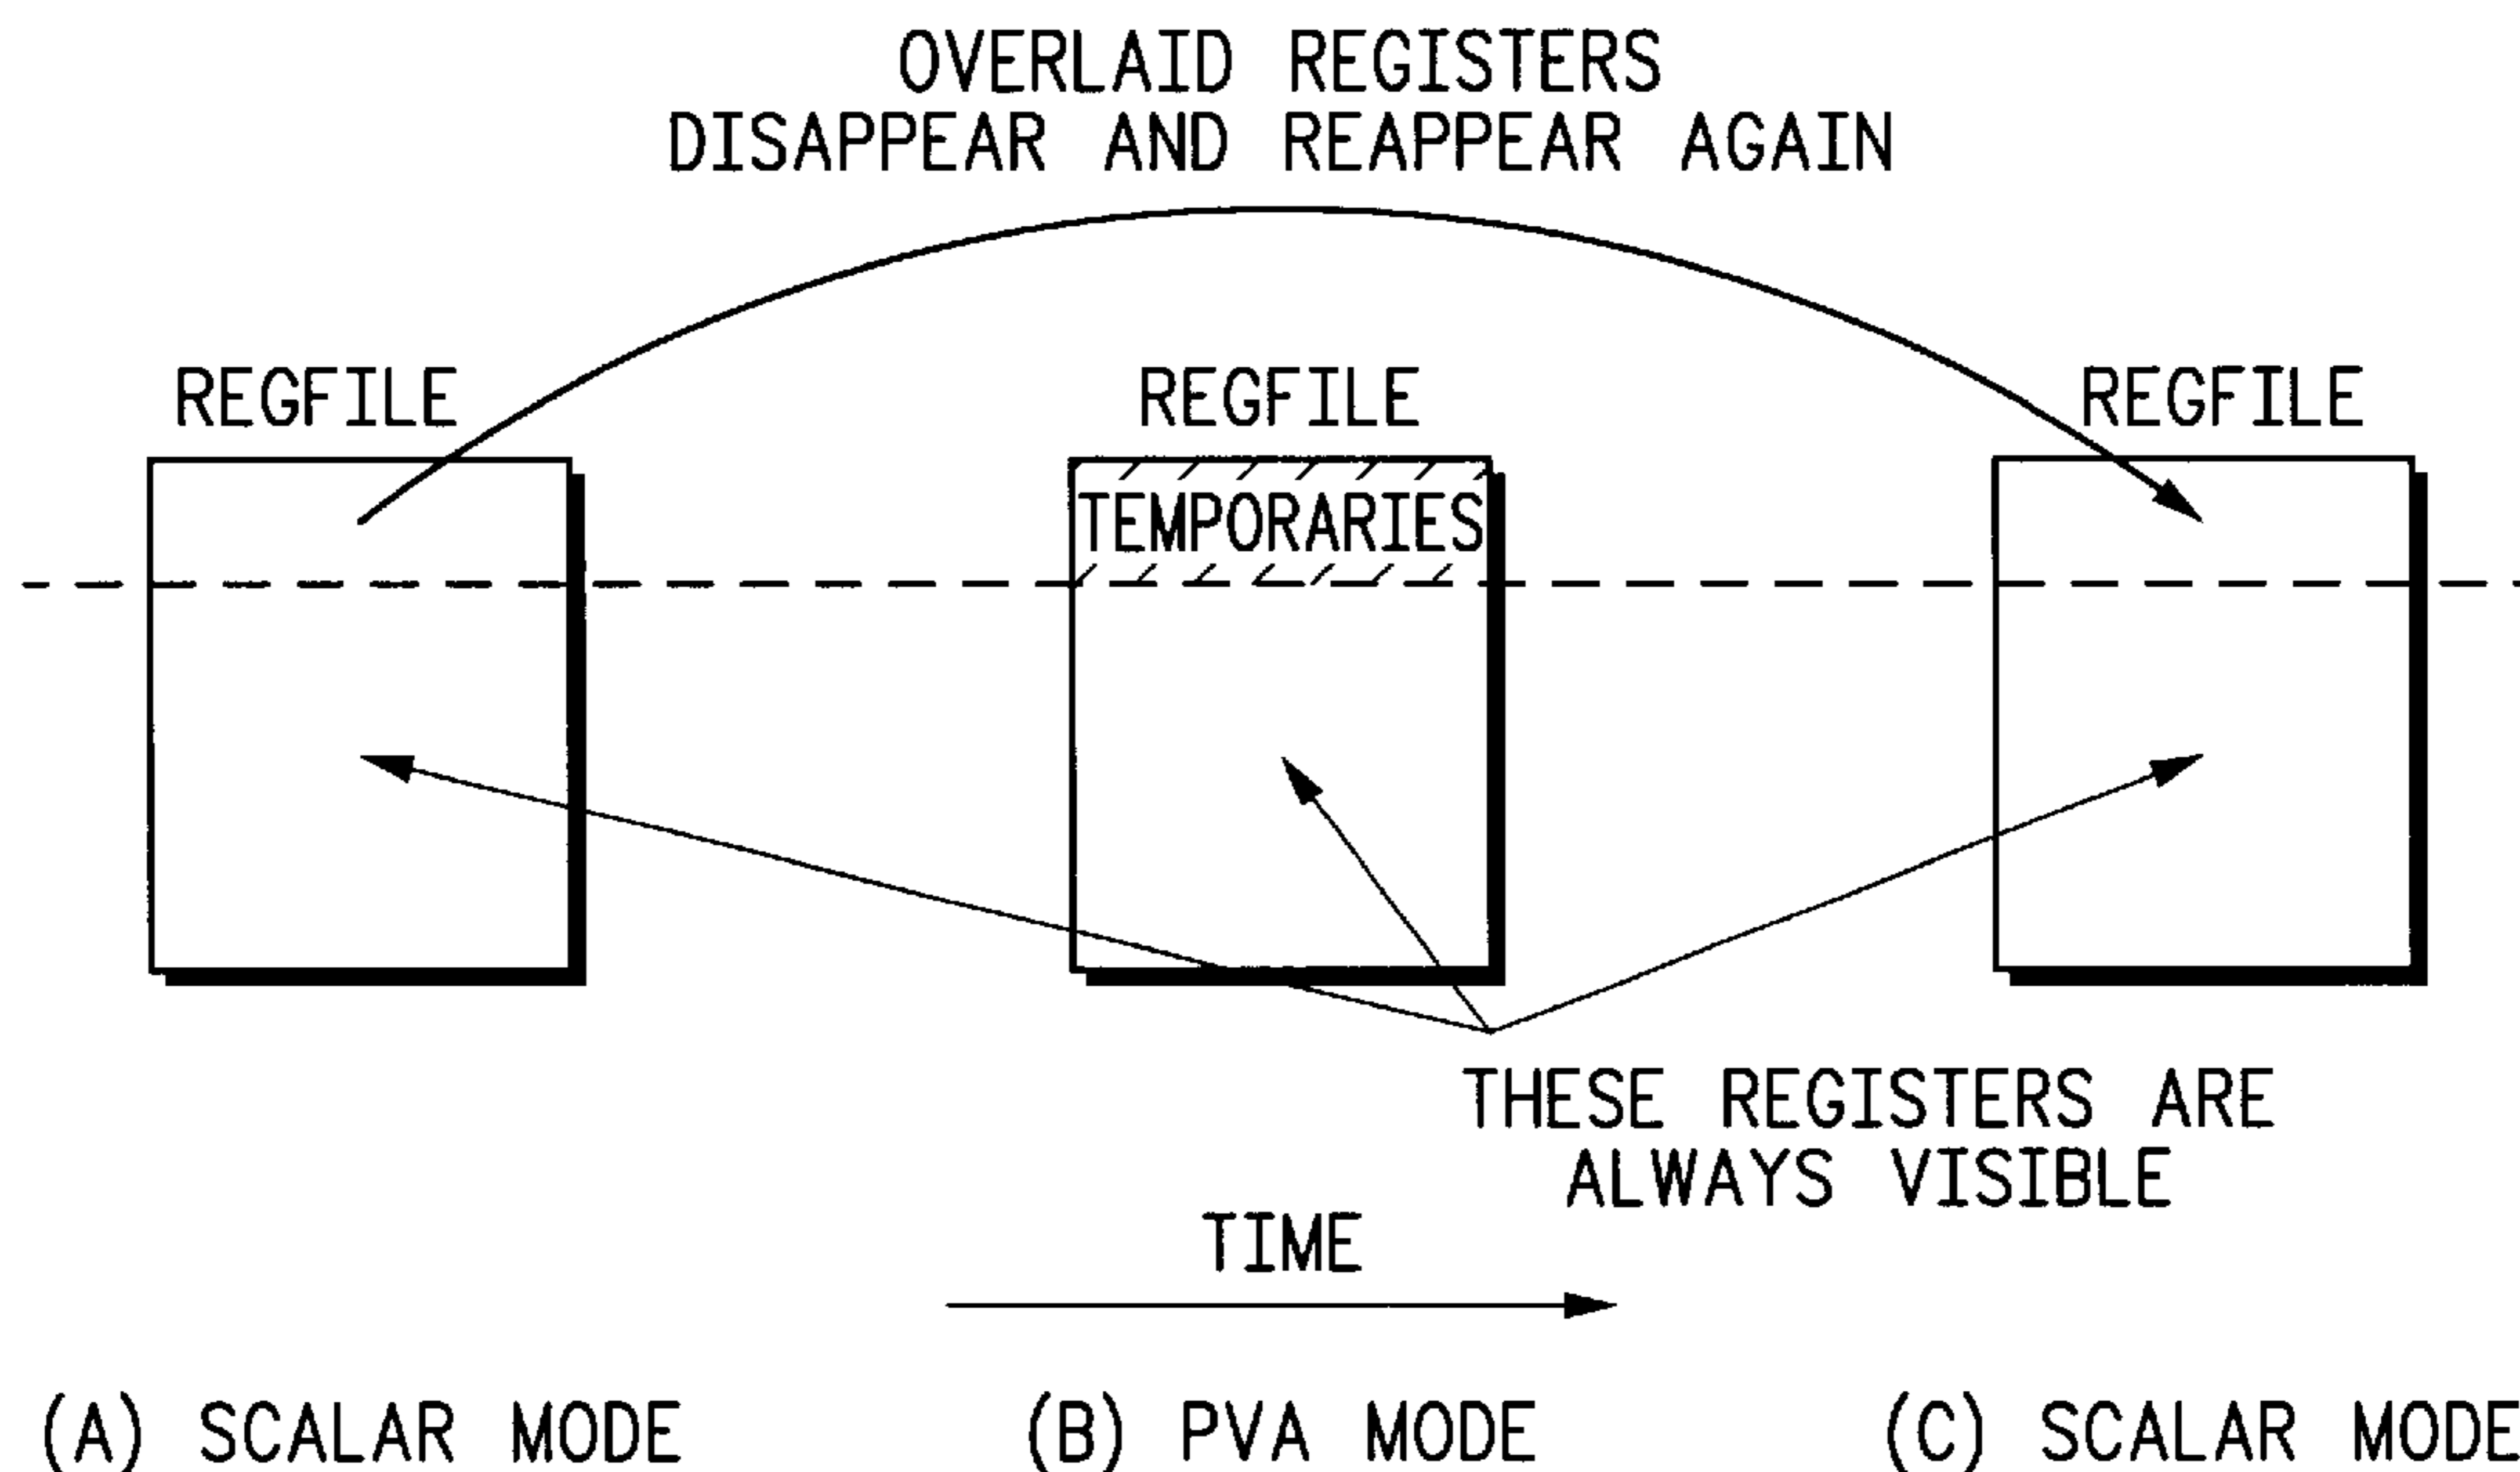 OVERLAID REGISTERS
DISAPPEAR AND REAPPEAR AGAIN
REGFILE REGFILE REGFILE
TEMPORARIES
THESE REGISTERS ARE
ALWAYS VISIBLE
TIME
(A) SCALAR MODE (B) PVA MODE (C) SCALAR MODE